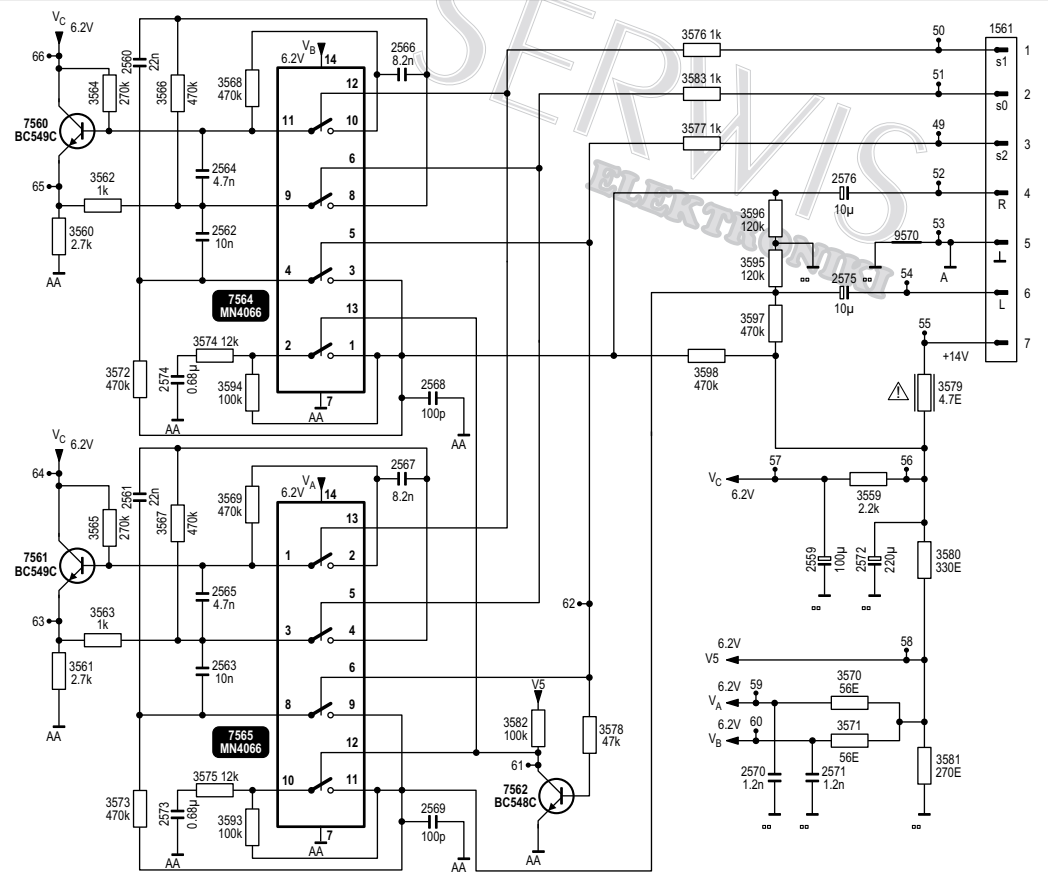 SERWIS
ELEKTRONIKI
VC 6.2V
66
3564 270k
2560 22n
3566 470k
3568 470k
VB 6.2V
14
2566 8.2n
7560 BC549C
11
12
10
2564 4.7n
65
3562 1k
9
6
8
3560 2.7k
AA
2562 10n
4
5
3
7564 MN4066
13
3574 12k
2
1
3572 470k
2574 0.68µ
3594 100k
7
AA
AA
2568 100p
AA
VC 6.2V
64
3565 270k
2561 22n
3567 470k
3569 470k
VA 6.2V
14
2567 8.2n
7561 BC549C
1
13
2
2565 4.7n
63
3563 1k
3
5
4
3561 2.7k
AA
2563 10n
8
6
9
7565 MN4066
12
3575 12k
10
11
3573 470k
2573 0.68µ
3593 100k
7
AA
AA
2569 100p
AA
62
V5
3582 100k
61
3578 47k
7562 BC548C
AA
1561
3576 1k
50
1
s1
3583 1k
51
2
s0
3577 1k
49
3
s2
2576 10µ
52
4
R
3596 120k
3595 120k
9570
53
A
5
2575 10µ
54
6
L
3597 470k
3598 470k
55
+14V
7
3579 4.7E
57
VC 6.2V
3559 2.2k
56
2559 100µ
2572 220µ
3580 330E
6.2V
V5
58
6.2V
59
VA
3570 56E
6.2V
60
VB
3571 56E
2570 1.2n
2571 1.2n
3581 270E